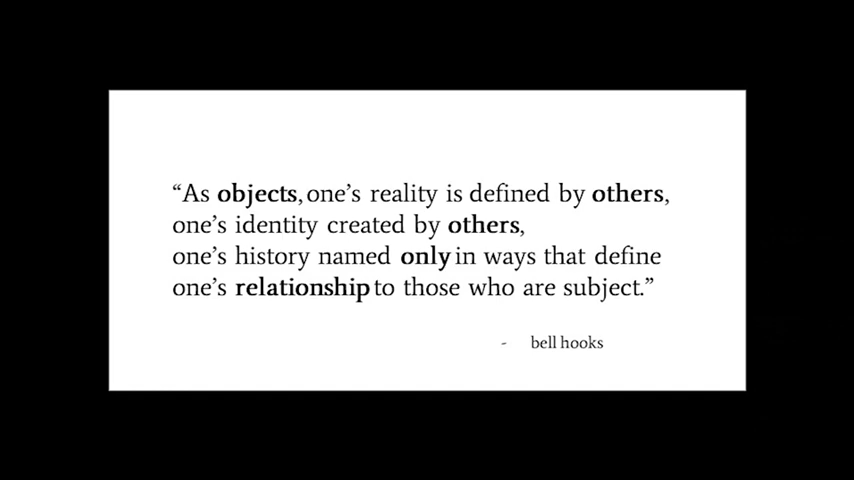 “As objects, one’s reality is defined by others,
one’s identity created by others,
one’s history named only in ways that define
one’s relationship to those who are subject.”
- bell hooks